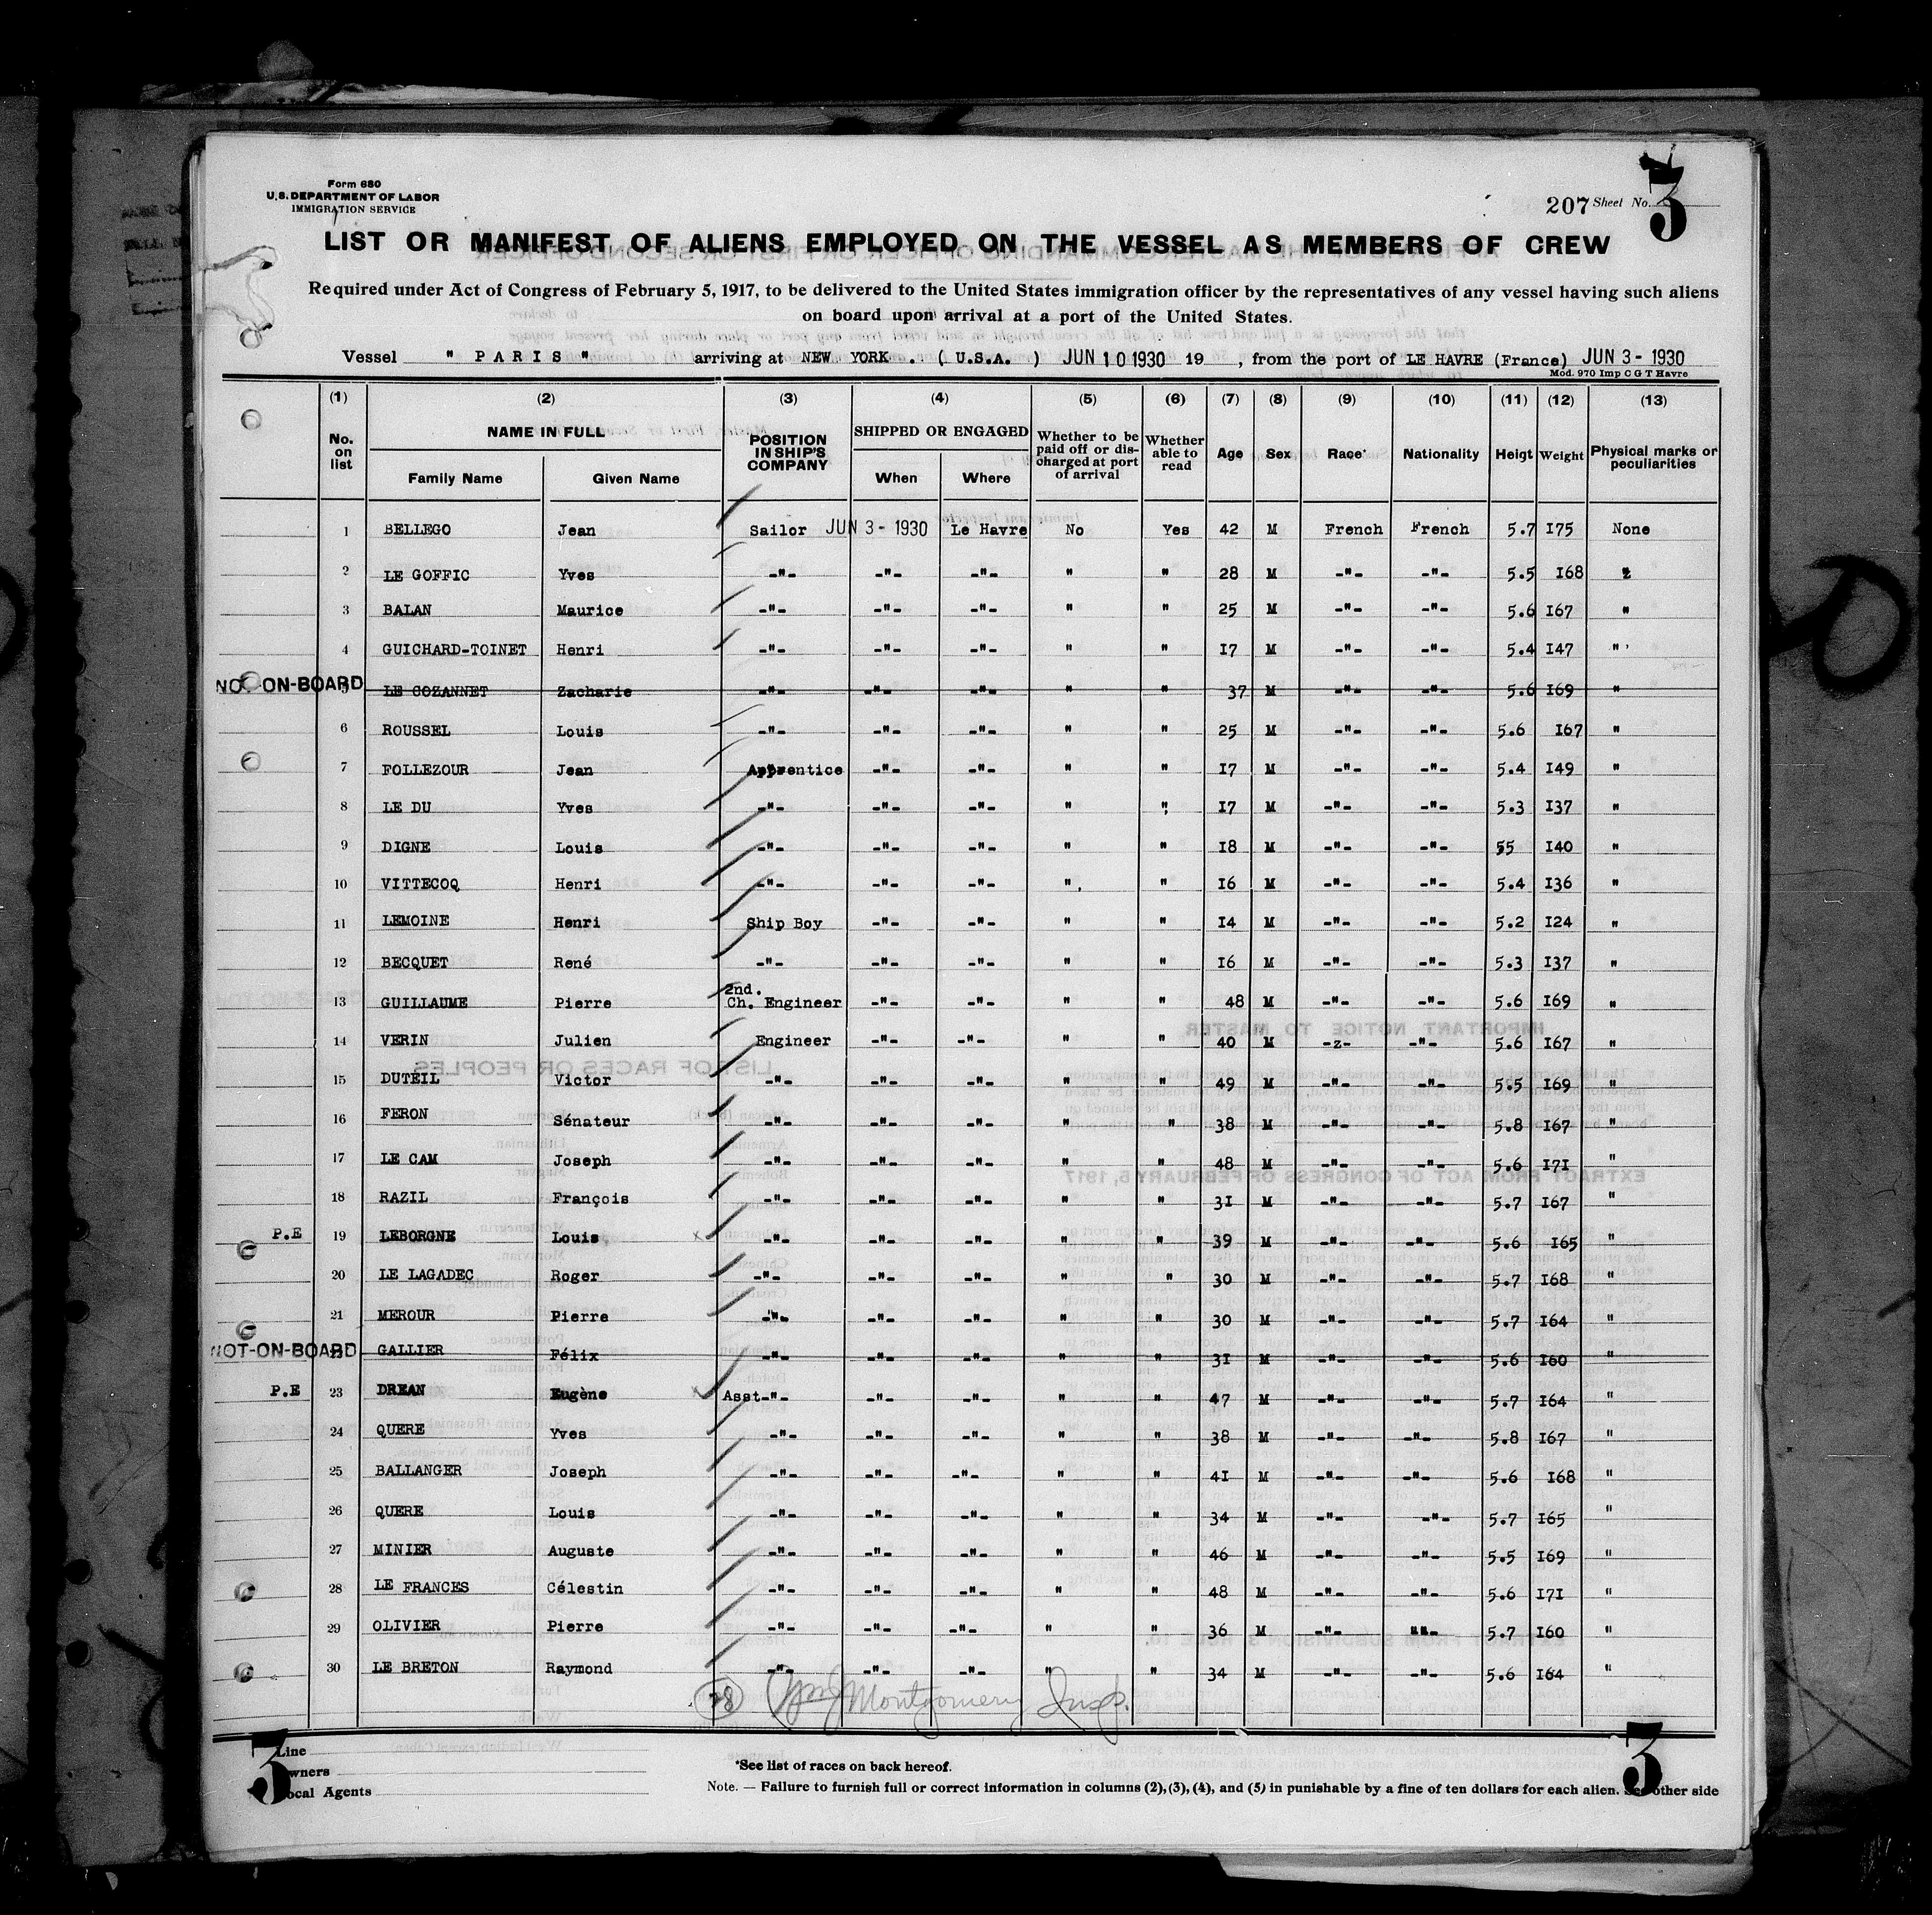 Form 680
U.S. DEPARTMENT OF LABOR
IMMIGRATION SERVICE
207 Sheet No. 3
LIST OR MANIFEST OF ALIENS EMPLOYED ON THE VESSEL AS MEMBERS OF CREW
Required under Act of Congress of February 5, 1917, to be delivered to the United States immigration officer by the representatives of any vessel having such aliens
on board upon arrival at a port of the United States.
Vessel " PARIS " arriving at NEW YORK . ( U.S.A. ) JUN 10 1930 19 , from the port of LE HAVRE (France) JUN 3 - 1930
Mod. 970 Imp C G T Havre
(1) (2) (3) (4) (5) (6) (7) (8) (9) (10) (11) (12) (13)
No. on list NAME IN FULL Family Name Given Name POSITION IN SHIP'S COMPANY SHIPPED OR ENGAGED When Where Whether to be paid off or discharged at port of arrival Whether able to read Age Sex Race* Nationality Heigt Weight Physical marks or peculiarities
1 BELLEGO Jean Sailor JUN 3 - 1930 Le Havre No Yes 42 M French French 5.7 175 None
2 LE GOFFIC Yves -"- -"- -"- " " 28 M -"- -"- 5.5 168 "
3 BALAN Maurice -"- -"- -"- " " 25 M -"- -"- 5.6 167 "
4 GUICHARD-TOINET Henri -"- -"- -"- " " 17 M -"- -"- 5.4 147 "
NOT-ON-BOARD 5 LE COZANNET Zacharie -"- -"- -"- " " 37 M -"- -"- 5.6 169 "
6 ROUSSEL Louis -"- -"- -"- " " 25 M -"- -"- 5.6 167 "
7 FOLLEZOUR Jean Apprentice -"- -"- " " 17 M -"- -"- 5.4 149 "
8 LE DU Yves -"- -"- -"- " " 17 M -"- -"- 5.3 137 "
9 DIGNE Louis -"- -"- -"- " " 18 M -"- -"- 55 140 "
10 VITTECOQ Henri -"- -"- -"- " " 16 M -"- -"- 5.4 136 "
11 LEMOINE Henri Ship Boy -"- -"- " " 14 M -"- -"- 5.2 124 "
12 BECQUET René -"- -"- -"- " " 16 M -"- -"- 5.3 137 "
13 GUILLAUME Pierre 2nd. Ch. Engineer -"- -"- " " 48 M -"- -"- 5.6 169 "
14 VERIN Julien Engineer -"- -"- " " 40 M -z- -"- 5.6 167 "
15 DUTEIL Victor -"- -"- -"- " " 49 M -"- -"- 5.5 169 "
16 FERON Sénateur -"- -"- -"- " " 38 M -"- -"- 5.8 167 "
17 LE CAM Joseph -"- -"- -"- " " 48 M -"- -"- 5.6 171 "
18 RAZIL François -"- -"- -"- " " 31 M -"- -"- 5.7 167 "
P.E 19 LEBORGNE Louis x -"- -"- -"- " " 39 M -"- -"- 5.6 165 "
20 LE LAGADEC Roger -"- -"- -"- " " 30 M -"- -"- 5.7 168 "
21 MEROUR Pierre -"- -"- -"- " " 30 M -"- -"- 5.7 164 "
NOT-ON-BOARD 22 GALLIER Félix -"- -"- -"- " " 31 M -"- -"- 5.6 160 "
P.E 23 DREAN Eugène x Asst-"- -"- -"- " " 47 M -"- -"- 5.7 164 "
24 QUERE Yves -"- -"- -"- " " 38 M -"- -"- 5.8 167 "
25 BALLANGER Joseph -"- -"- -"- " " 41 M -"- -"- 5.6 168 "
26 QUERE Louis -"- -"- -"- " " 34 M -"- -"- 5.7 165 "
27 MINIER Auguste -"- -"- -"- " " 46 M -"- -"- 5.5 169 "
28 LE FRANCES Célestin -"- -"- -"- " " 48 M -"- -"- 5.6 171 "
29 OLIVIER Pierre -"- -"- -"- " " 36 M -"- ""- 5.7 160 "
30 LE BRETON Raymond -"- -"- -"- " " 34 M -"- -"- 5.6 164 "
28 Wm J Montgomery Insp.
3 Line
Owners
Local Agents
*See list of races on back hereof.
3
Note. — Failure to furnish full or correct information in columns (2),(3),(4), and (5) in punishable by a fine of ten dollars for each alien. See other side